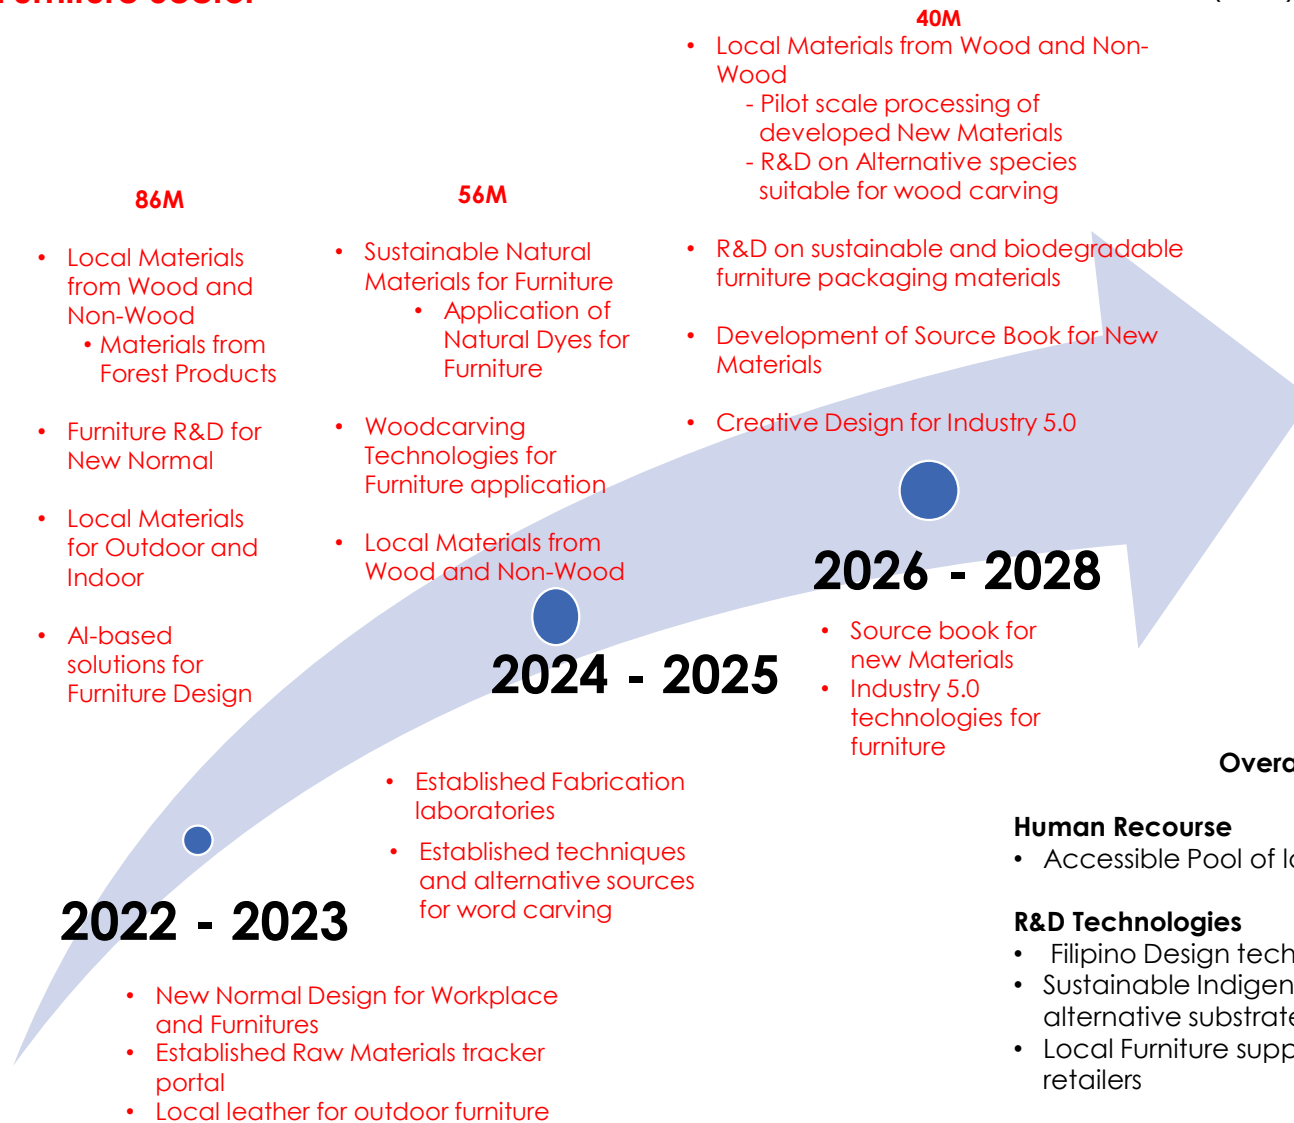 40M
• Local Materials from Wood and Non-
Wood
- Pilot scale processing of
developed New Materials
- R&D on Alternative species
suitable for wood carving
• R&D on sustainable and biodegradable
furniture packaging materials
• Development of Source Book for New
Materials
• Creative Design for Industry 5.0
86M
• Local Materials
from Wood and
Non-Wood
• Materials from
Forest Products
• Furniture R&D for
New Normal
• Local Materials
for Outdoor and
Indoor
• AI-based
solutions for
Furniture Design
56M
• Sustainable Natural
Materials for Furniture
• Application of
Natural Dyes for
Furniture
• Woodcarving
Technologies for
Furniture application
• Local Materials from
Wood and Non-Wood
2026 - 2028
• Source book for
new Materials
• Industry 5.0
technologies for
furniture
2024 - 2025
• Established Fabrication
laboratories
• Established techniques
and alternative sources
for word carving
2022 - 2023
• New Normal Design for Workplace
and Furnitures
• Established Raw Materials tracker
portal
• Local leather for outdoor furniture
Human Recourse
• Accessible Pool of
R&D Technologies
• Filipino Design
• Sustainable
alternative
• Local Furniture
retailers